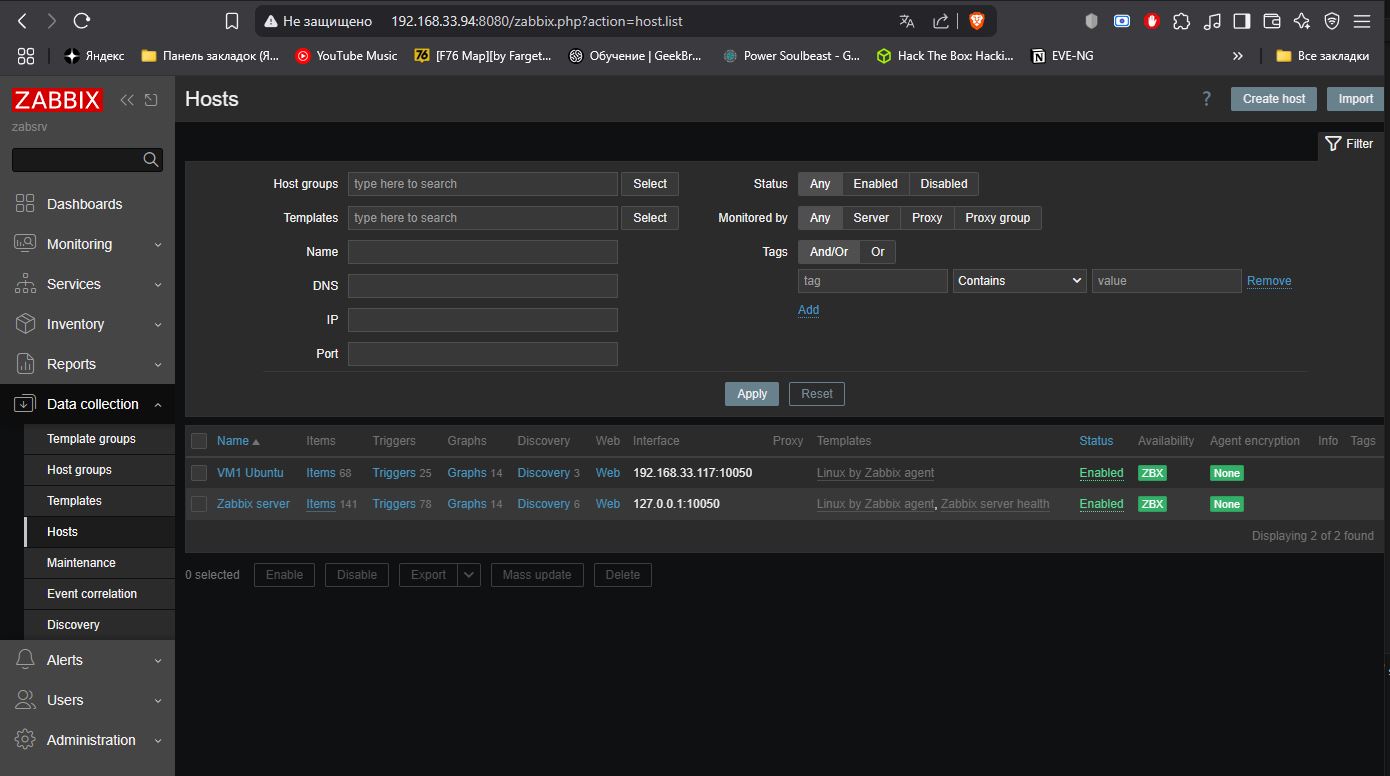 Не защищено 192.168.33.94:8080/zabbix.php?action=host.list
Яндекс Панель закладок (Я... YouTube Music [F76 Map][by Farget... Обучение | GeekBr... Power Soulbeast - G... Hack The Box: Hacki... EVE-NG » Все закладки
ZABBIX
zabsrv
Dashboards
Monitoring
Services
Inventory
Reports
Data collection
Template groups
Host groups
Templates
Hosts
Maintenance
Event correlation
Discovery
Alerts
Users
Administration
Hosts ? Create host Import
Filter
Host groups type here to search Select
Templates type here to search Select
Name
DNS
IP
Port
Status Any Enabled Disabled
Monitored by Any Server Proxy Proxy group
Tags And/Or Or
tag Contains value Remove
Add
Apply Reset
Name Items Triggers Graphs Discovery Web Interface Proxy Templates Status Availability Agent encryption Info Tags
VM1 Ubuntu Items 68 Triggers 25 Graphs 14 Discovery 3 Web 192.168.33.117:10050 Linux by Zabbix agent Enabled ZBX None
Zabbix server Items 141 Triggers 78 Graphs 14 Discovery 6 Web 127.0.0.1:10050 Linux by Zabbix agent, Zabbix server health Enabled ZBX None
Displaying 2 of 2 found
0 selected Enable Disable Export Mass update Delete